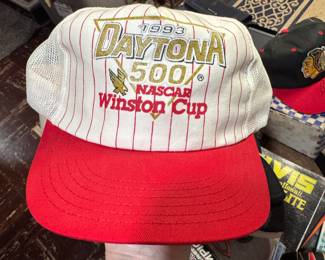 1993
DAYTONA
500®
NASCAR
Winston Cup